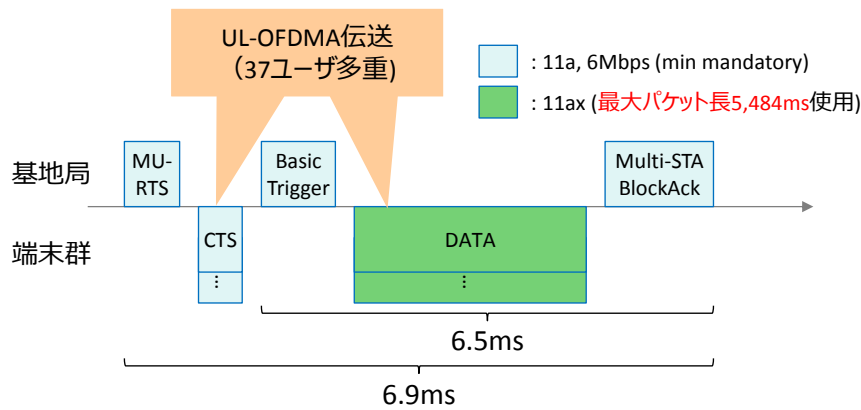 UL-OFDMA伝送
（37ユーザ多重)
: 11a, 6Mbps (min mandatory)
: 11ax (最大パケット長5,484ms使用)
基地局
MU-
RTS
Basic
Trigger
Multi-STA
BlockAck
端末群
CTS
DATA
⋮
⋮
6.5ms
6.9ms